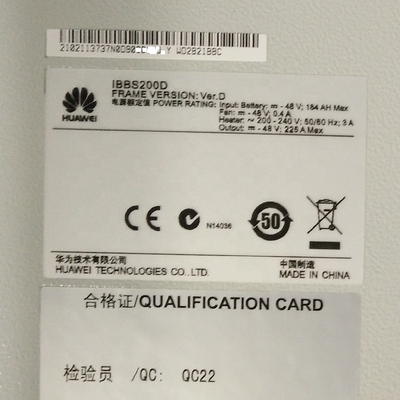 WD2821BBC
IBBS200D
FRAME VERSION: Ver.D
电源额定值 POWER RATING: Input: Battery: ⎓ - 48 V; 184 AH Max
Fan: ⎓ - 48 V; 0.4 A
Heater: ~ 200 - 240 V; 50/60 Hz; 3 A
Output: ⎓ - 48 V; 225 A Max
HUAWEI
CE N14036 50
华为技术有限公司
HUAWEI TECHNOLOGIES CO., LTD.
中国制造
MADE IN CHINA
合格证/QUALIFICATION CARD
检验员 /QC: QC22